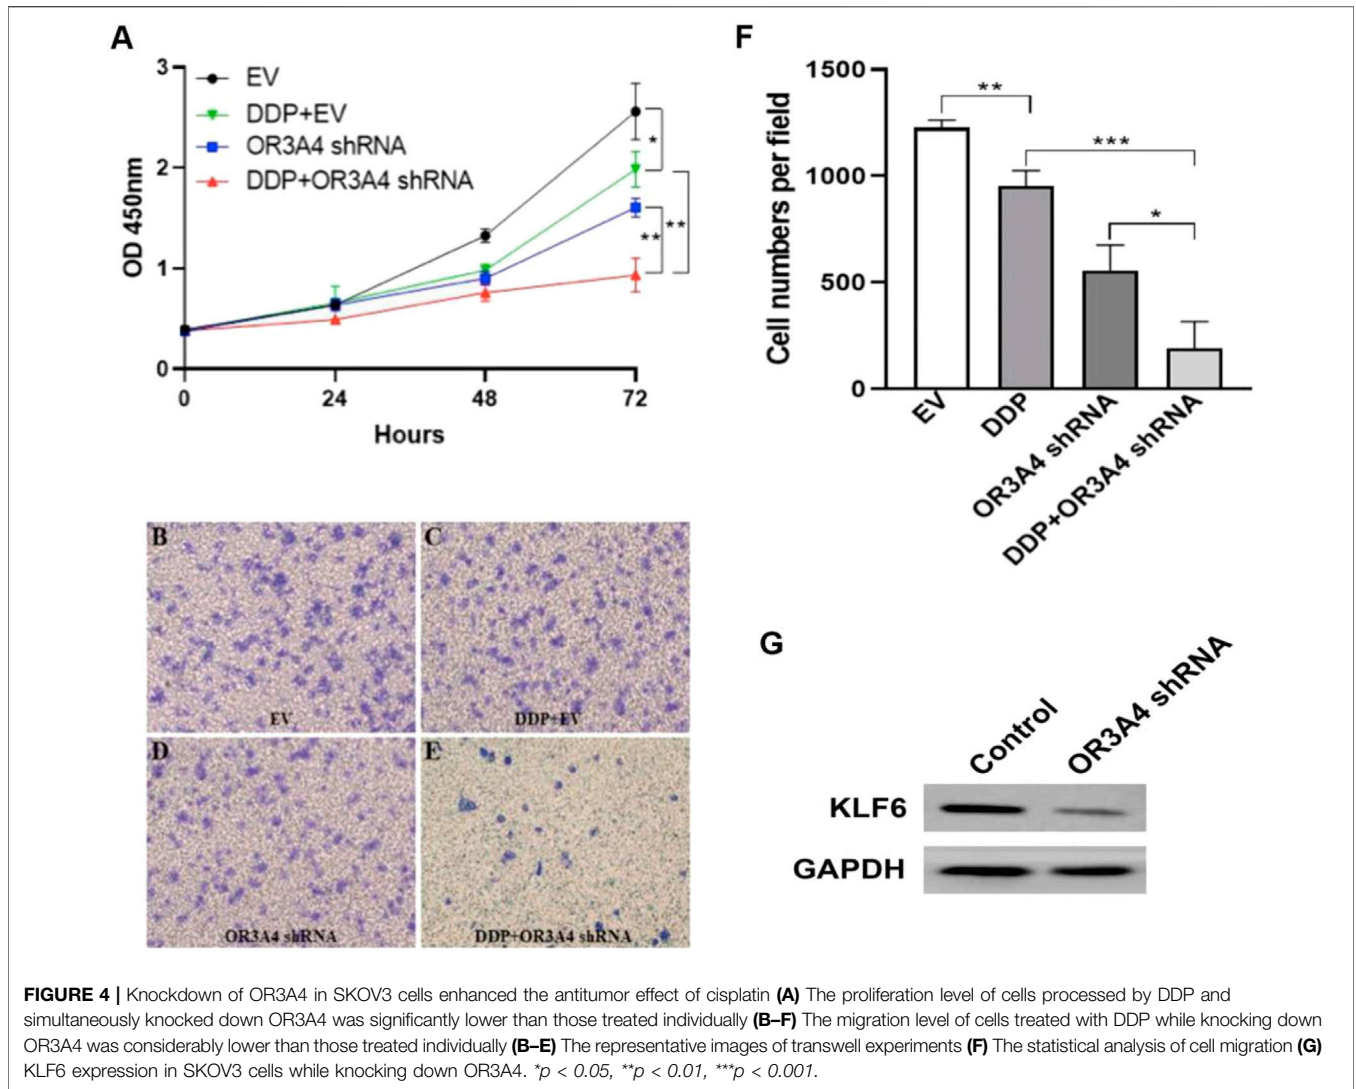 A
3
2
1
0
OD 450nm
EV
DDP+EV
OR3A4 shRNA
DDP+OR3A4 shRNA
*
**
**
0 24 48 72
Hours
F
1500
1000
500
0
Cell numbers per field
**
***
*
EV
DDP
OR3A4 shRNA
DDP+OR3A4 shRNA
B
EV
C
DDP+EV
D
OR3A4 shRNA
E
DDP+OR3A4 shRNA
G
Control
OR3A4 shRNA
KLF6
GAPDH
FIGURE 4 | Knockdown of OR3A4 in SKOV3 cells enhanced the antitumor effect of cisplatin (A) The proliferation level of cells processed by DDP and
simultaneously knocked down OR3A4 was significantly lower than those treated individually (B–F) The migration level of cells treated with DDP while knocking down
OR3A4 was considerably lower than those treated individually (B–E) The representative images of transwell experiments (F) The statistical analysis of cell migration (G)
KLF6 expression in SKOV3 cells while knocking down OR3A4. *p < 0.05, **p < 0.01, ***p < 0.001.